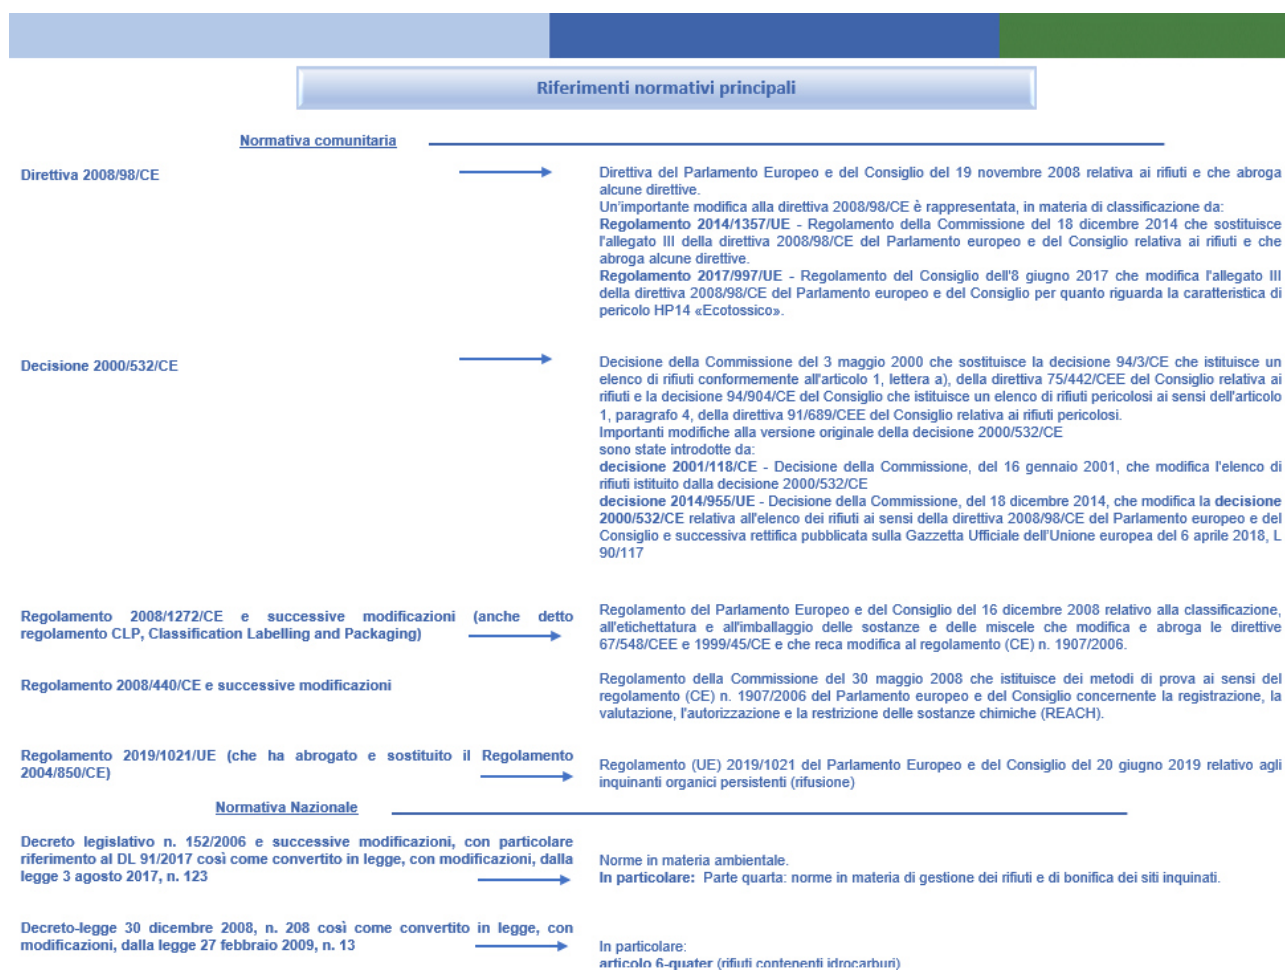 Riferimenti normativi principali
Normativa comunitaria
Direttiva 2008/98/CE
Direttiva del Parlamento Europeo e del Consiglio del 19 novembre 2008 relativa ai rifiuti e che abroga
alcune direttive.
Un'importante modifica alla direttiva 2008/98/CE è rappresentata, in materia di classificazione da:
Regolamento 2014/1357/UE - Regolamento della Commissione del 18 dicembre 2014 che sostituisce
l'allegato III della direttiva 2008/98/CE del Parlamento europeo e del Consiglio relativa ai rifiuti e che
abroga alcune direttive.
Regolamento 2017/997/UE - Regolamento del Consiglio dell'8 giugno 2017 che modifica l'allegato III
della direttiva 2008/98/CE del Parlamento europeo e del Consiglio per quanto riguarda la caratteristica di
pericolo HP14 «Ecotossico».
Decisione 2000/532/CE
Decisione della Commissione del 3 maggio 2000 che sostituisce la decisione 94/3/CE che istituisce un
elenco di rifiuti conformemente all'articolo 1, lettera a), della direttiva 75/442/CEE del Consiglio relativa ai
rifiuti e la decisione 94/904/CE del Consiglio che istituisce un elenco di rifiuti pericolosi ai sensi dell'articolo
1, paragrafo 4, della direttiva 91/689/CEE del Consiglio relativa ai rifiuti pericolosi.
Importanti modifiche alla versione originale della decisione 2000/532/CE
sono state introdotte da:
decisione 2001/118/CE - Decisione della Commissione, del 16 gennaio 2001, che modifica l'elenco di
rifiuti istituito dalla decisione 2000/532/CE
decisione 2014/955/UE - Decisione della Commissione, del 18 dicembre 2014, che modifica la decisione
2000/532/CE relativa all'elenco dei rifiuti ai sensi della direttiva 2008/98/CE del Parlamento europeo e del
Consiglio e successiva rettifica pubblicata sulla Gazzetta Ufficiale dell'Unione europea del 6 aprile 2018, L
90/117
Regolamento 2008/1272/CE e successive modificazioni (anche detto
regolamento CLP, Classification Labelling and Packaging)
Regolamento del Parlamento Europeo e del Consiglio del 16 dicembre 2008 relativo alla classificazione,
all'etichettatura e all'imballaggio delle sostanze e delle miscele che modifica e abroga le direttive
67/548/CEE e 1999/45/CE e che reca modifica al regolamento (CE) n. 1907/2006.
Regolamento 2008/440/CE e successive modificazioni
Regolamento della Commissione del 30 maggio 2008 che istituisce dei metodi di prova ai sensi del
regolamento (CE) n. 1907/2006 del Parlamento europeo e del Consiglio concernente la registrazione, la
valutazione, l'autorizzazione e la restrizione delle sostanze chimiche (REACH).
Regolamento 2019/1021/UE (che ha abrogato e sostituito il Regolamento
2004/850/CE)
Regolamento (UE) 2019/1021 del Parlamento Europeo e del Consiglio del 20 giugno 2019 relativo agli
inquinanti organici persistenti (rifusione)
Normativa Nazionale
Decreto legislativo n. 152/2006 e successive modificazioni, con particolare
riferimento al DL 91/2017 così come convertito in legge, con modificazioni, dalla
legge 3 agosto 2017, n. 123
Norme in materia ambientale.
In particolare: Parte quarta: norme in materia di gestione dei rifiuti e di bonifica dei siti inquinati.
Decreto-legge 30 dicembre 2008, n. 208 così come convertito in legge, con
modificazioni, dalla legge 27 febbraio 2009, n. 13
In particolare:
articolo 6-quater (rifiuti contenenti idrocarburi)